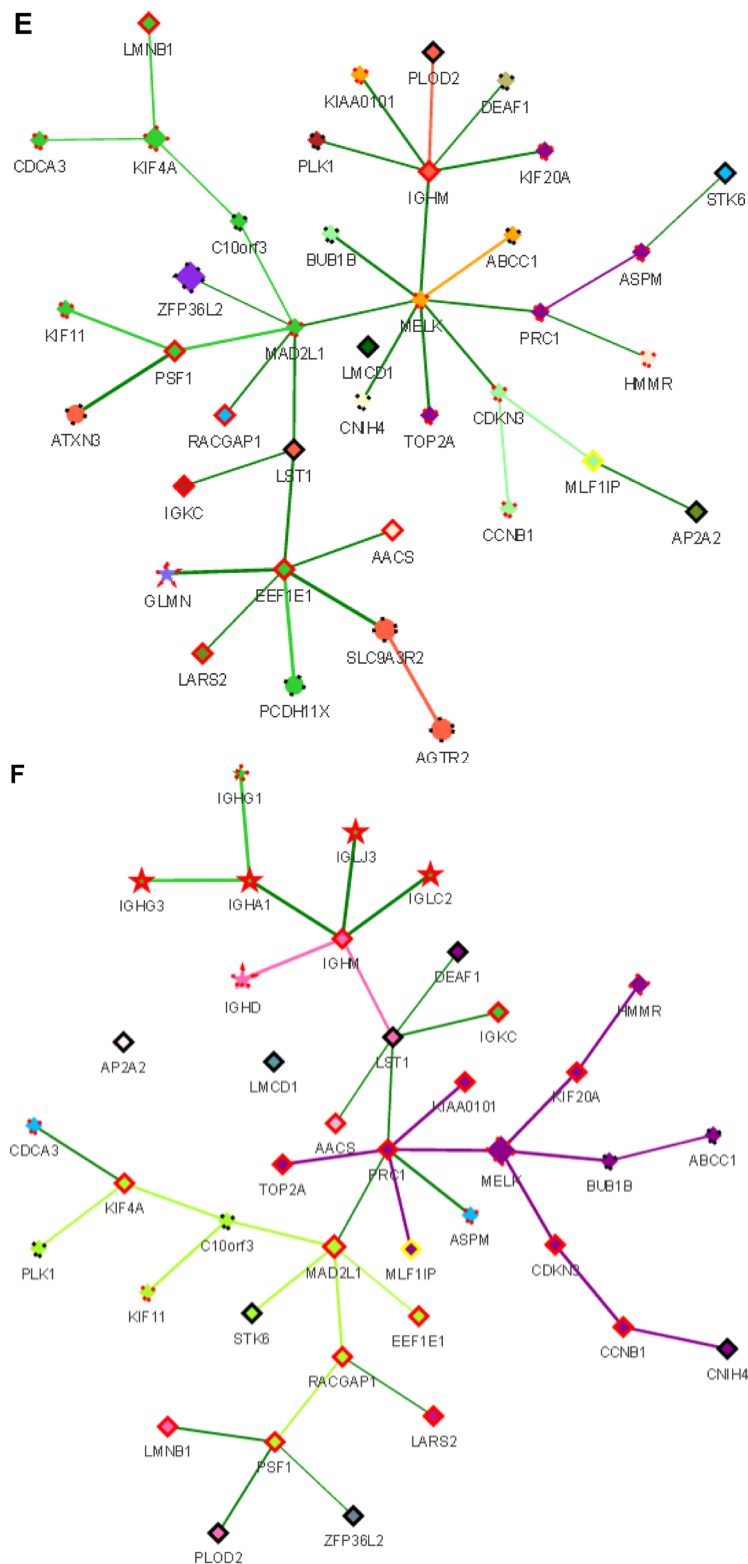 E
LMNB1
PLOD2
KIAA0101
DEAF1
CDCA3
KIF4A
PLK1
KIF20A
IGHM
STK6
C10orf3
BUB1B
ABCC1
ASPM
ZFP36L2
KIF11
MAD2L1
MELK
PRC1
PSF1
LMCD1
HMMR
ATXN3
RACGAP1
CNIH4
TOP2A
CDKN3
LST1
MLF1IP
IGKC
CCNB1
AP2A2
AACS
GLMN
EEF1E1
SLC9A3R2
LARS2
PCDH11X
AGTR2
F
IGHG1
IGLJ3
IGHG3
IGHA1
IGLC2
IGHM
DEAF1
IGHD
HMMR
IGKC
LST1
AP2A2
LMCD1
KIF20A
KIAA0101
CDCA3
AACS
PRC1
ABCC1
TOP2A
MELK
BUB1B
KIF4A
C10orf3
ASPM
PLK1
MAD2L1
MLF1IP
CDKN3
KIF11
STK6
EEF1E1
CCNB1
CNIH4
RACGAP1
LMNB1
LARS2
PSF1
ZFP36L2
PLOD2